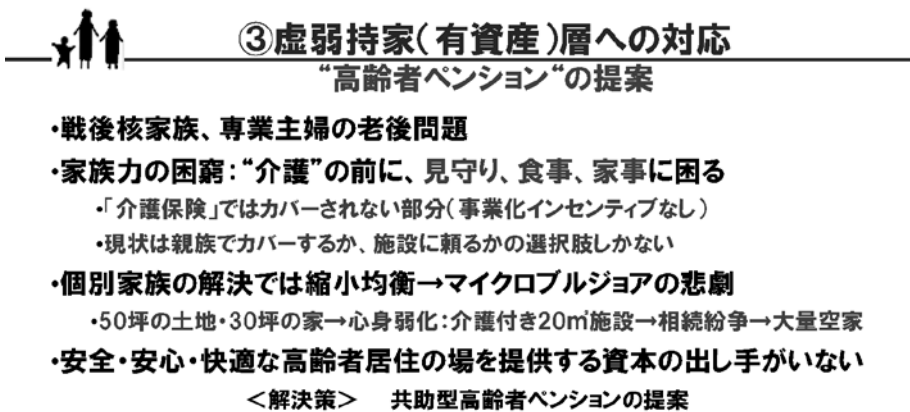 ③虚弱持家(有資産)層への対応
“高齢者ペンション“の提案
・戦後核家族、専業主婦の老後問題
・家族力の困窮:“介護”の前に、見守り、食事、家事に困る
・「介護保険」ではカバーされない部分(事業化インセンティブなし)
・現状は親族でカバーするか、施設に頼るかの選択肢しかない
・個別家族の解決では縮小均衡→マイクロブルジョアの悲劇
・50坪の土地・30坪の家→心身弱化:介護付き20㎡施設→相続紛争→大量空家
・安全・安心・快適な高齢者居住の場を提供する資本の出し手がいない
<解決策> 共助型高齢者ペンションの提案